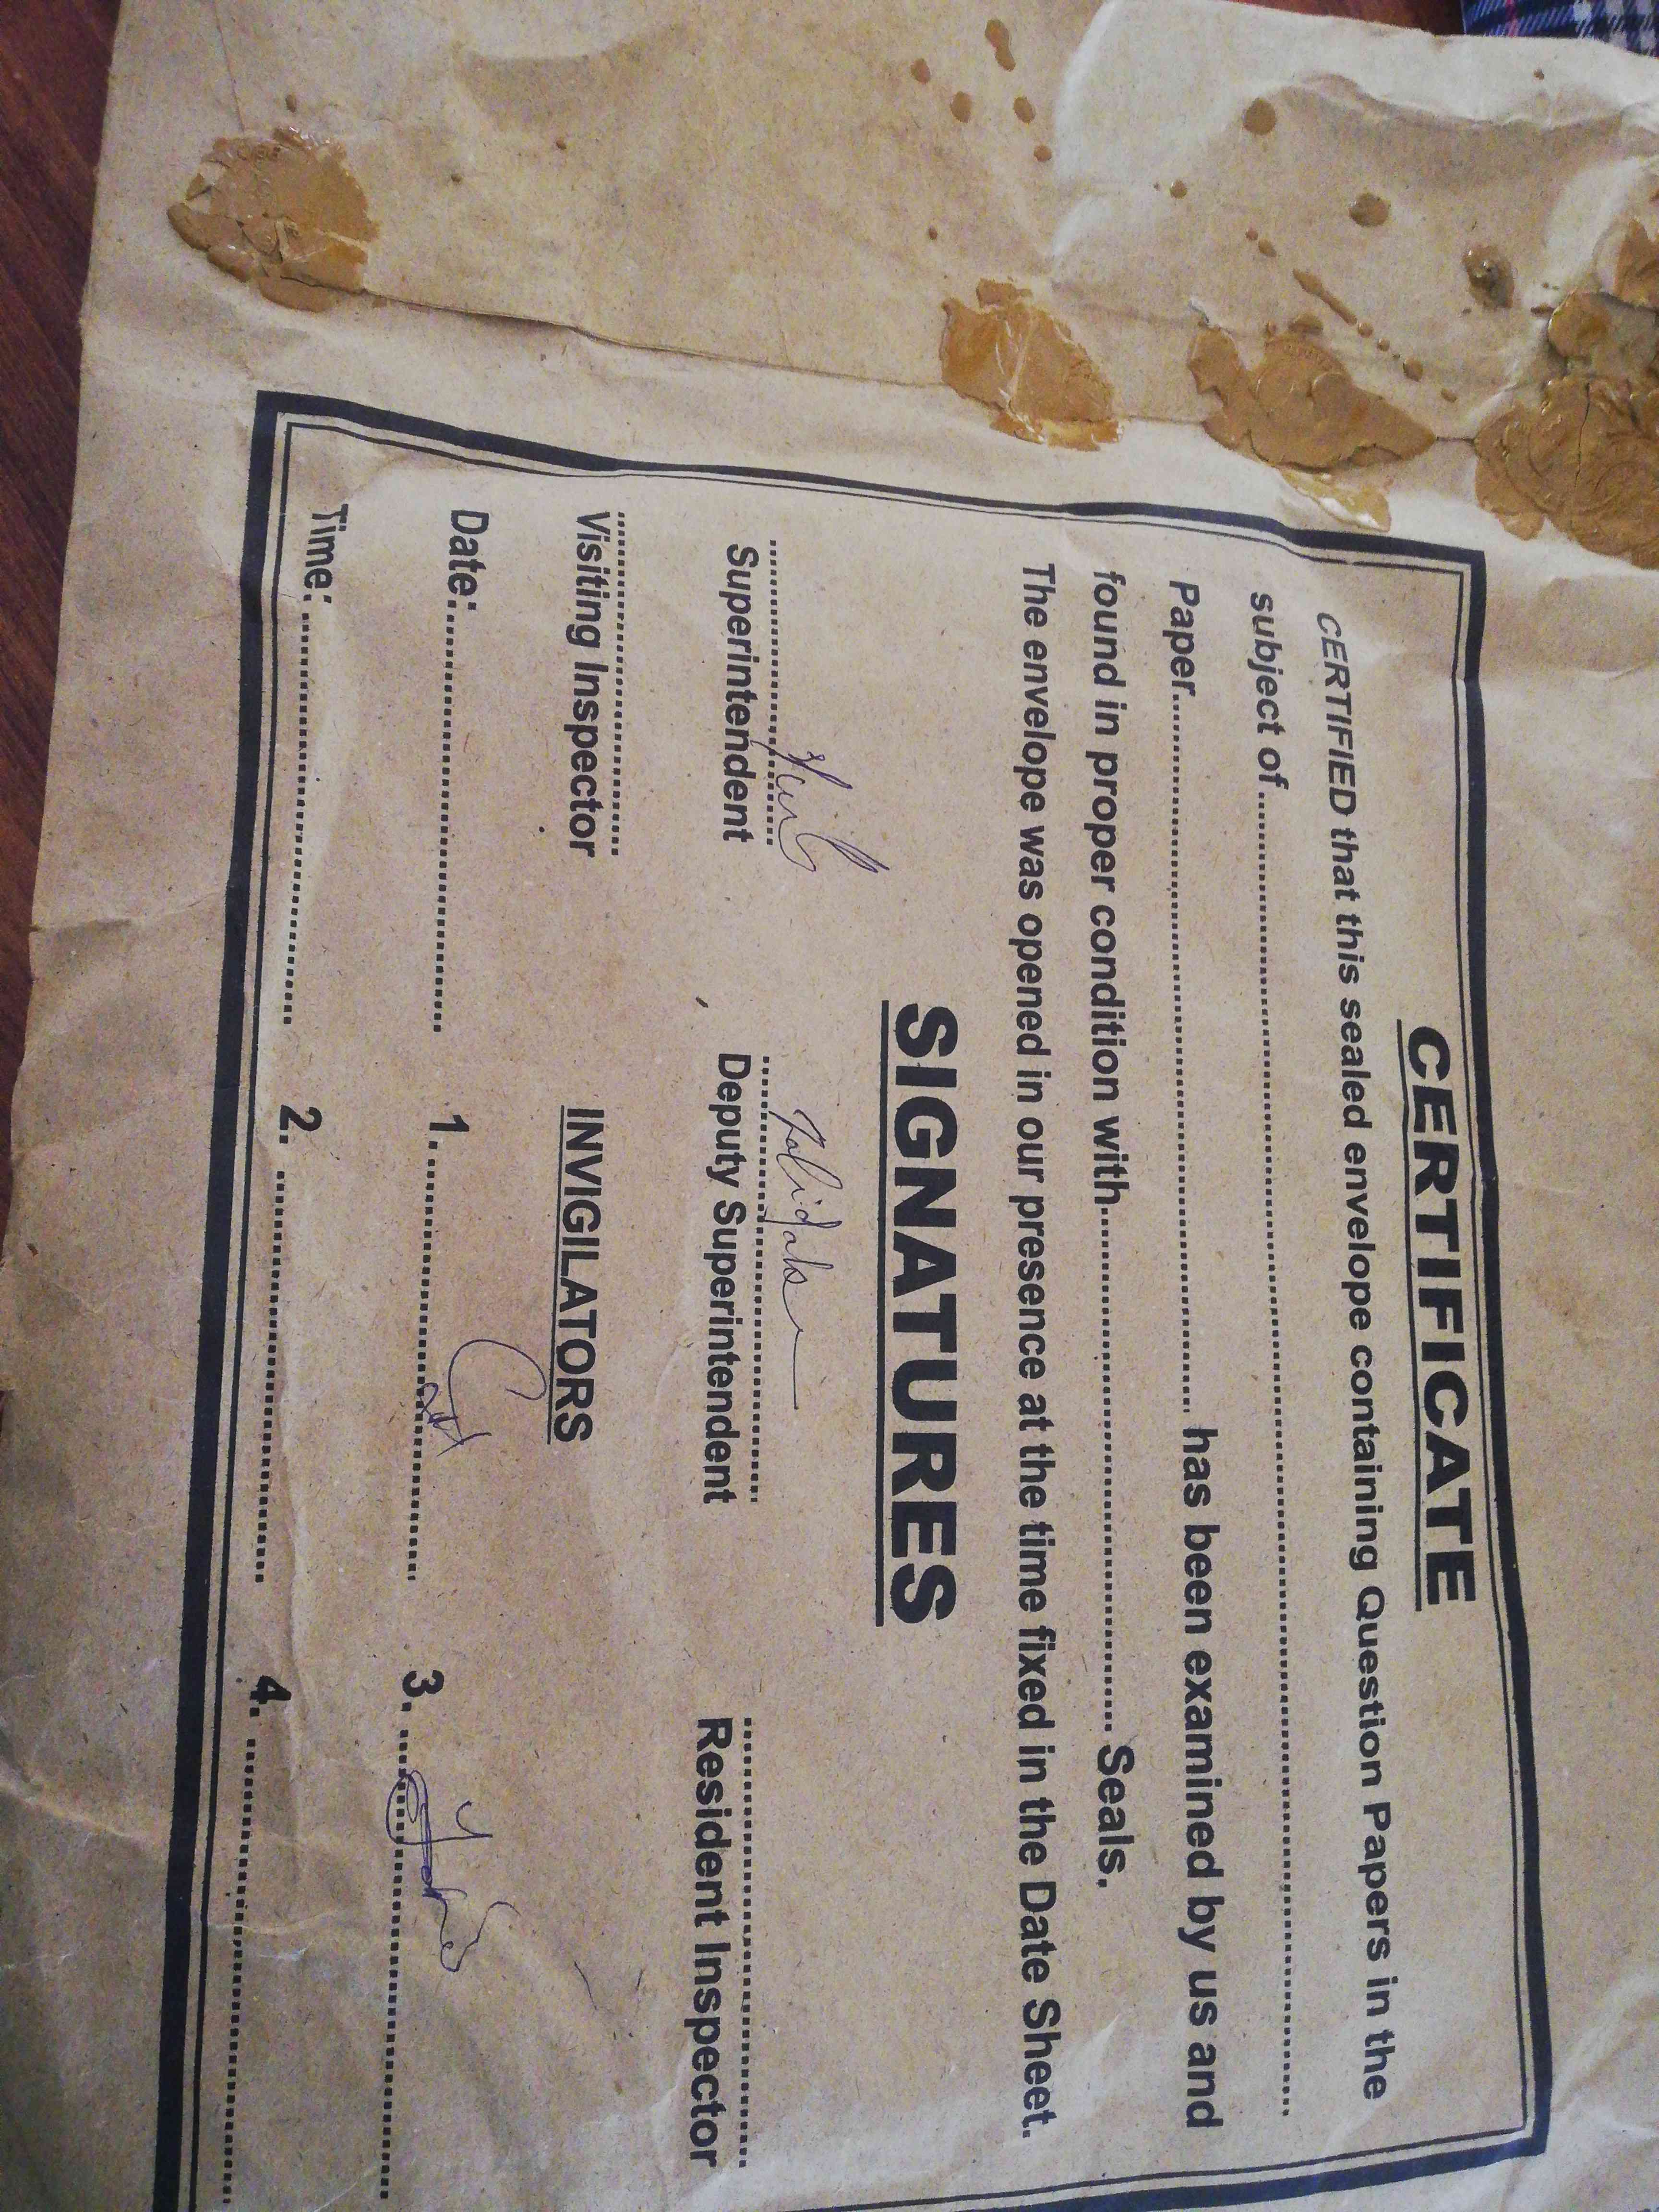 CERTIFICATE
CERTIFIED that this sealed envelope containing Question Papers in the
subject of..........
Paper.......... has been examined by us and
found in proper condition with.......... Seals.
The envelope was opened in our presence at the time fixed in the Date Sheet.
SIGNATURES
Superintendent Deputy Superintendent Resident Inspector
Visiting Inspector INVIGILATORS
Date:.......... 1........... 3. ..........
Time:.......... 2. .......... 4. ..........